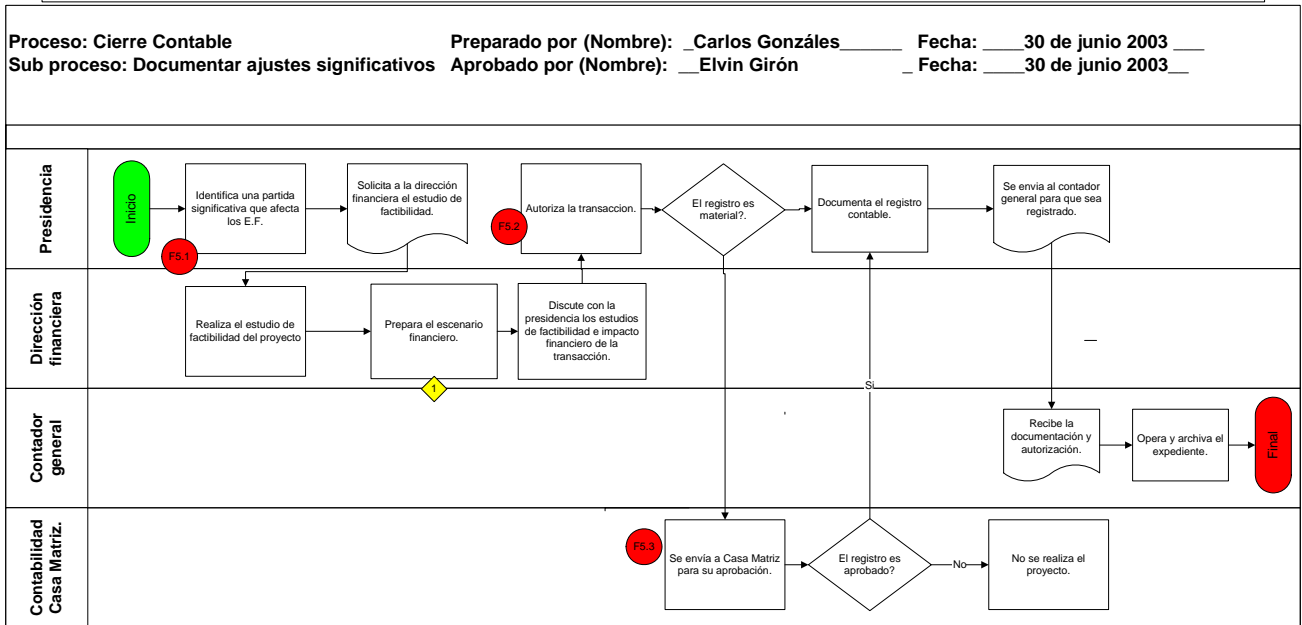 Proceso: Cierre Contable Preparado por (Nombre): _Carlos Gonzáles______ Fecha: ____30 de junio 2003 ___
Sub proceso: Documentar ajustes significativos Aprobado por (Nombre): __Elvin Girón _ Fecha: ____30 de junio 2003__
Presidencia
Inicio
Identifica una partida
significativa que afecta
los E.F.
F5.1
Solicita a la dirección
financiera el estudio de
factibilidad.
Autoriza la transaccion.
F5.2
El registro es
material?.
Documenta el registro
contable.
Se envia al contador
general para que sea
registrado.
Dirección
financiera
Realiza el estudio de
factibilidad del proyecto
Prepara el escenario
financiero.
1
Discute con la
presidencia los estudios
de factibilidad e impacto
financiero de la
transacción.
Si
Contador
general
Recibe la
documentación y
autorización.
Opera y archiva el
expediente.
Final
Contabilidad
Casa Matriz.
F5.3
Se envía a Casa Matriz
para su aprobación.
El registro es
aprobado?
No
No se realiza el
proyecto.